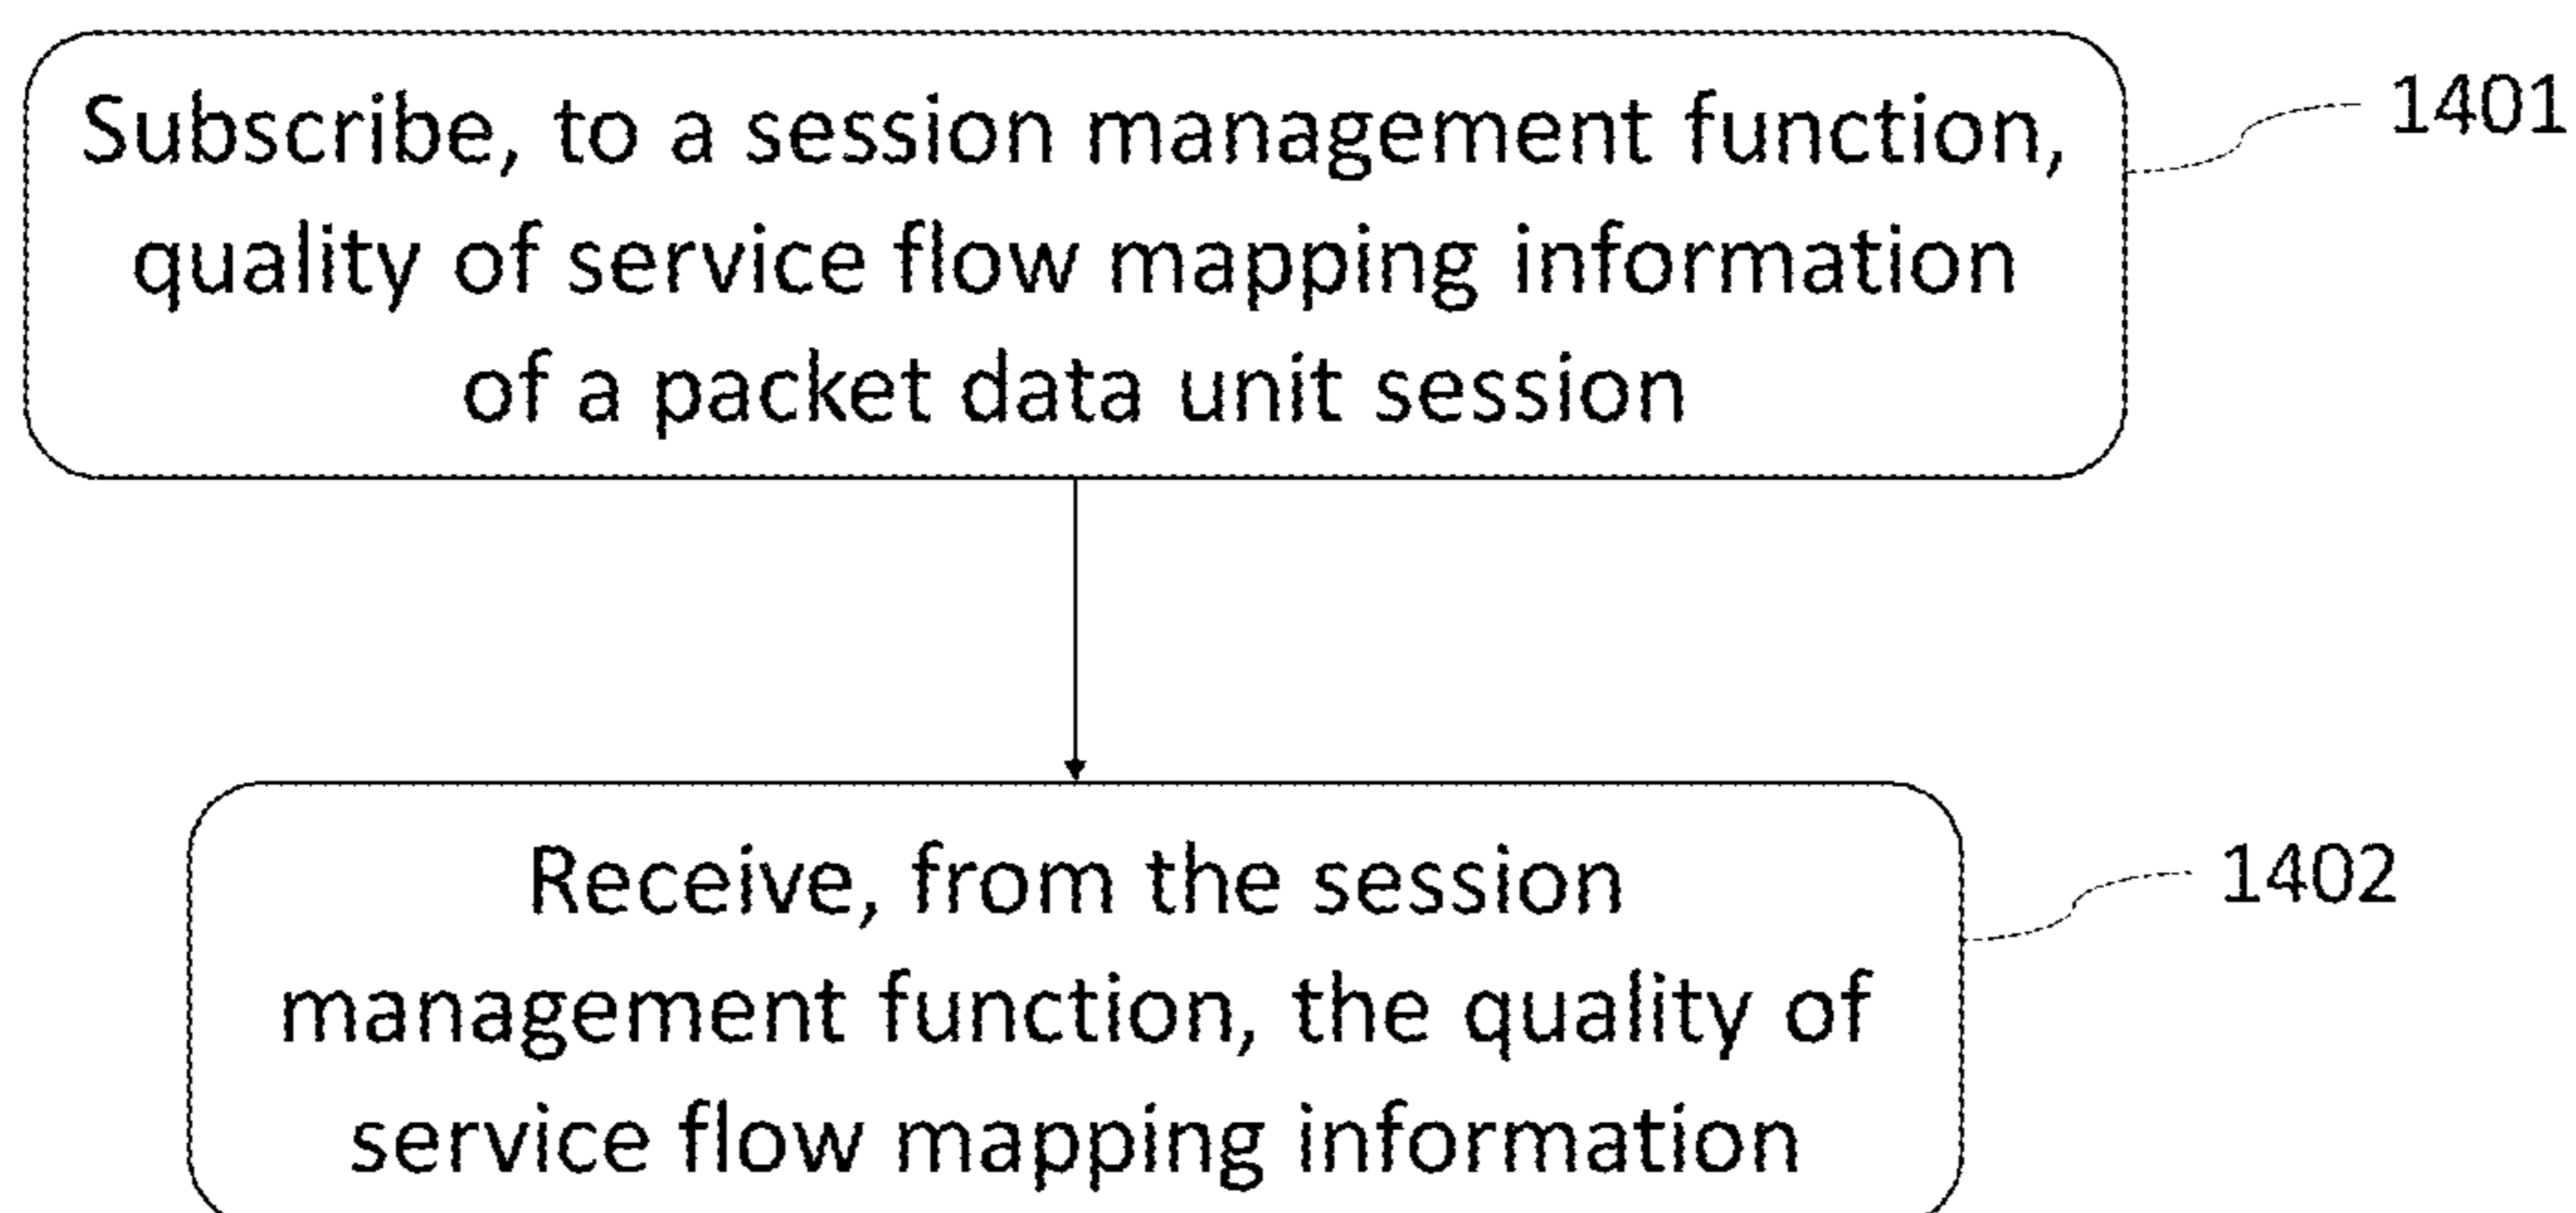 Subscribe, to a session management function,
quality of service flow mapping information
of a packet data unit session
1401
Receive, from the session
management function, the quality of
service flow mapping information
1402